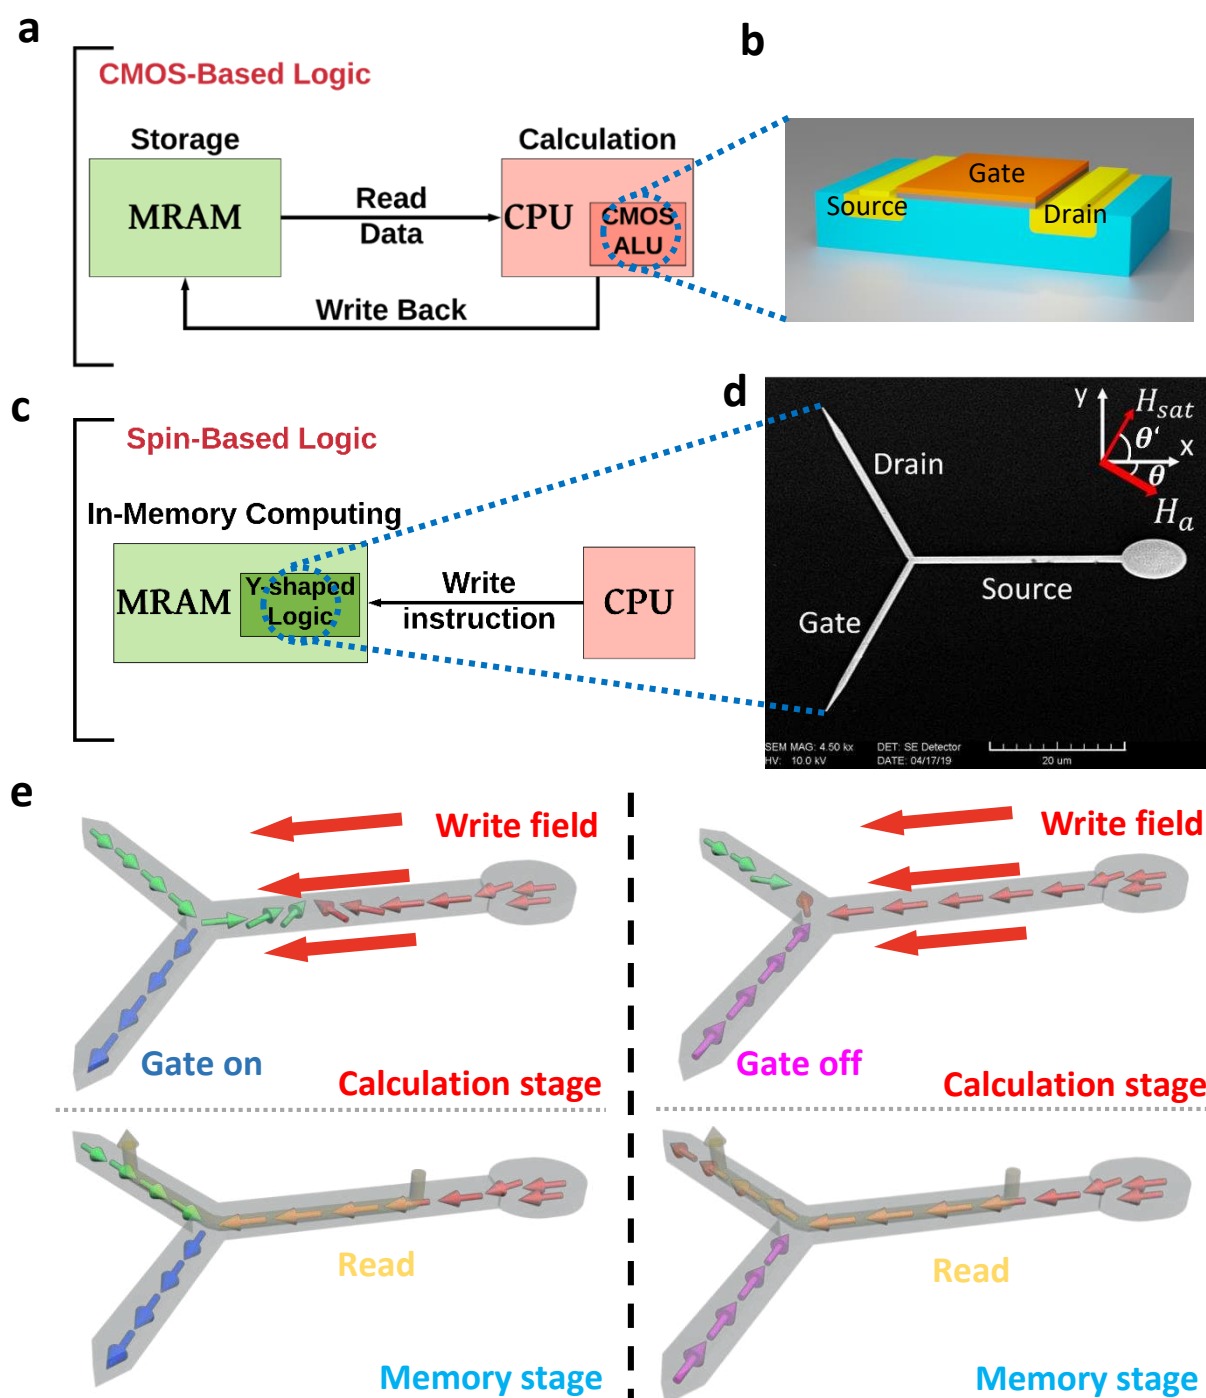 a
CMOS-Based Logic
Storage
Calculation
MRAM
Read
Data
CPU
CMOS
ALU
Write Back
b
Gate
Source
Drain
c
Spin-Based Logic
In-Memory Computing
MRAM
Y-shaped
Logic
Write
instruction
CPU
d
y
H_sat
θ'
x
θ
H_a
Drain
Source
Gate
SEM MAG: 4.50 kx DET: SE Detector
HV: 10.0 kV DATE: 04/17/19 20 um
e
Write field
Gate on
Calculation stage
Write field
Gate off
Calculation stage
Read
Memory stage
Read
Memory stage